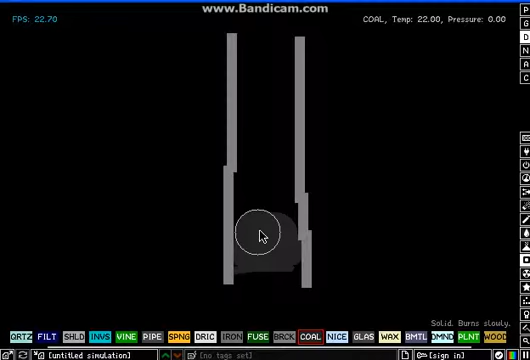 www.Bandicam.com
FPS: 22.70
COAL, Temp: 22.00, Pressure: 0.00
P
G
D
N
A
C
Solid. Burns slowly.
QRTZ FILT SHLD INVS VINE PIPE SPNG DRIC IRON FUSE BRCK COAL NICE GLAS WAX BMTL DMND PLNT WOOD
[untitled simulation] [no tags set] [sign in]